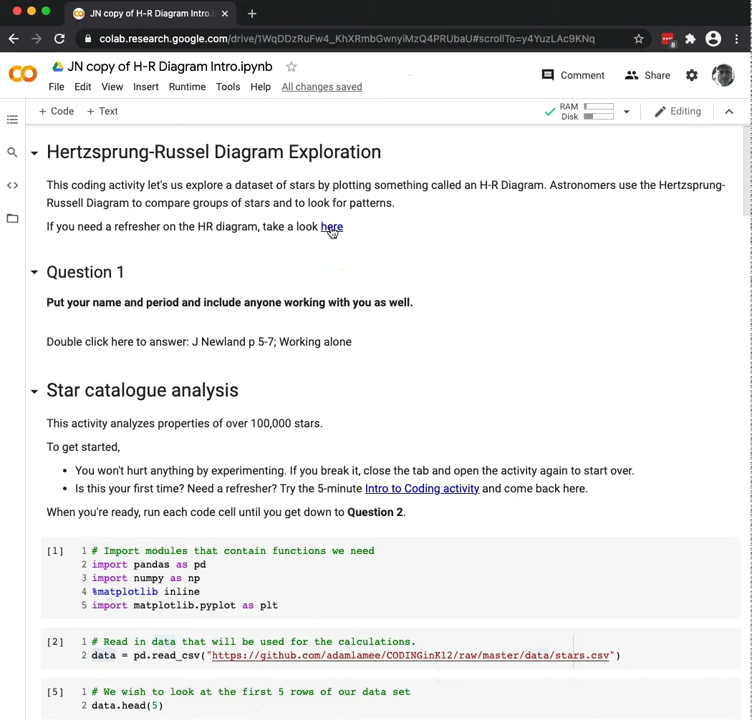 JN copy of H-R Diagram Intro.i
colab.research.google.com/drive/1WqDDzRuFw4_KhXRmbGwnyiMzQ4PRUbaU#scrollTo=y4YuzLAc9KNq
8
JN copy of H-R Diagram Intro.ipynb
Comment
Share
File Edit View Insert Runtime Tools Help All changes saved
+ Code + Text
RAM
Disk
Editing
Hertzsprung-Russel Diagram Exploration
This coding activity let's us explore a dataset of stars by plotting something called an H-R Diagram. Astronomers use the Hertzsprung-
Russell Diagram to compare groups of stars and to look for patterns.
If you need a refresher on the HR diagram, take a look here
Question 1
Put your name and period and include anyone working with you as well.
Double click here to answer: J Newland p 5-7; Working alone
Star catalogue analysis
This activity analyzes properties of over 100,000 stars.
To get started,
• You won't hurt anything by experimenting. If you break it, close the tab and open the activity again to start over.
• Is this your first time? Need a refresher? Try the 5-minute Intro to Coding activity and come back here.
When you're ready, run each code cell until you get down to Question 2.
[1] 1 # Import modules that contain functions we need
2 import pandas as pd
3 import numpy as np
4 %matplotlib inline
5 import matplotlib.pyplot as plt
[2] 1 # Read in data that will be used for the calculations.
2 data = pd.read_csv("https://github.com/adamlamee/CODINGinK12/raw/master/data/stars.csv")
[5] 1 # We wish to look at the first 5 rows of our data set
2 data.head(5)